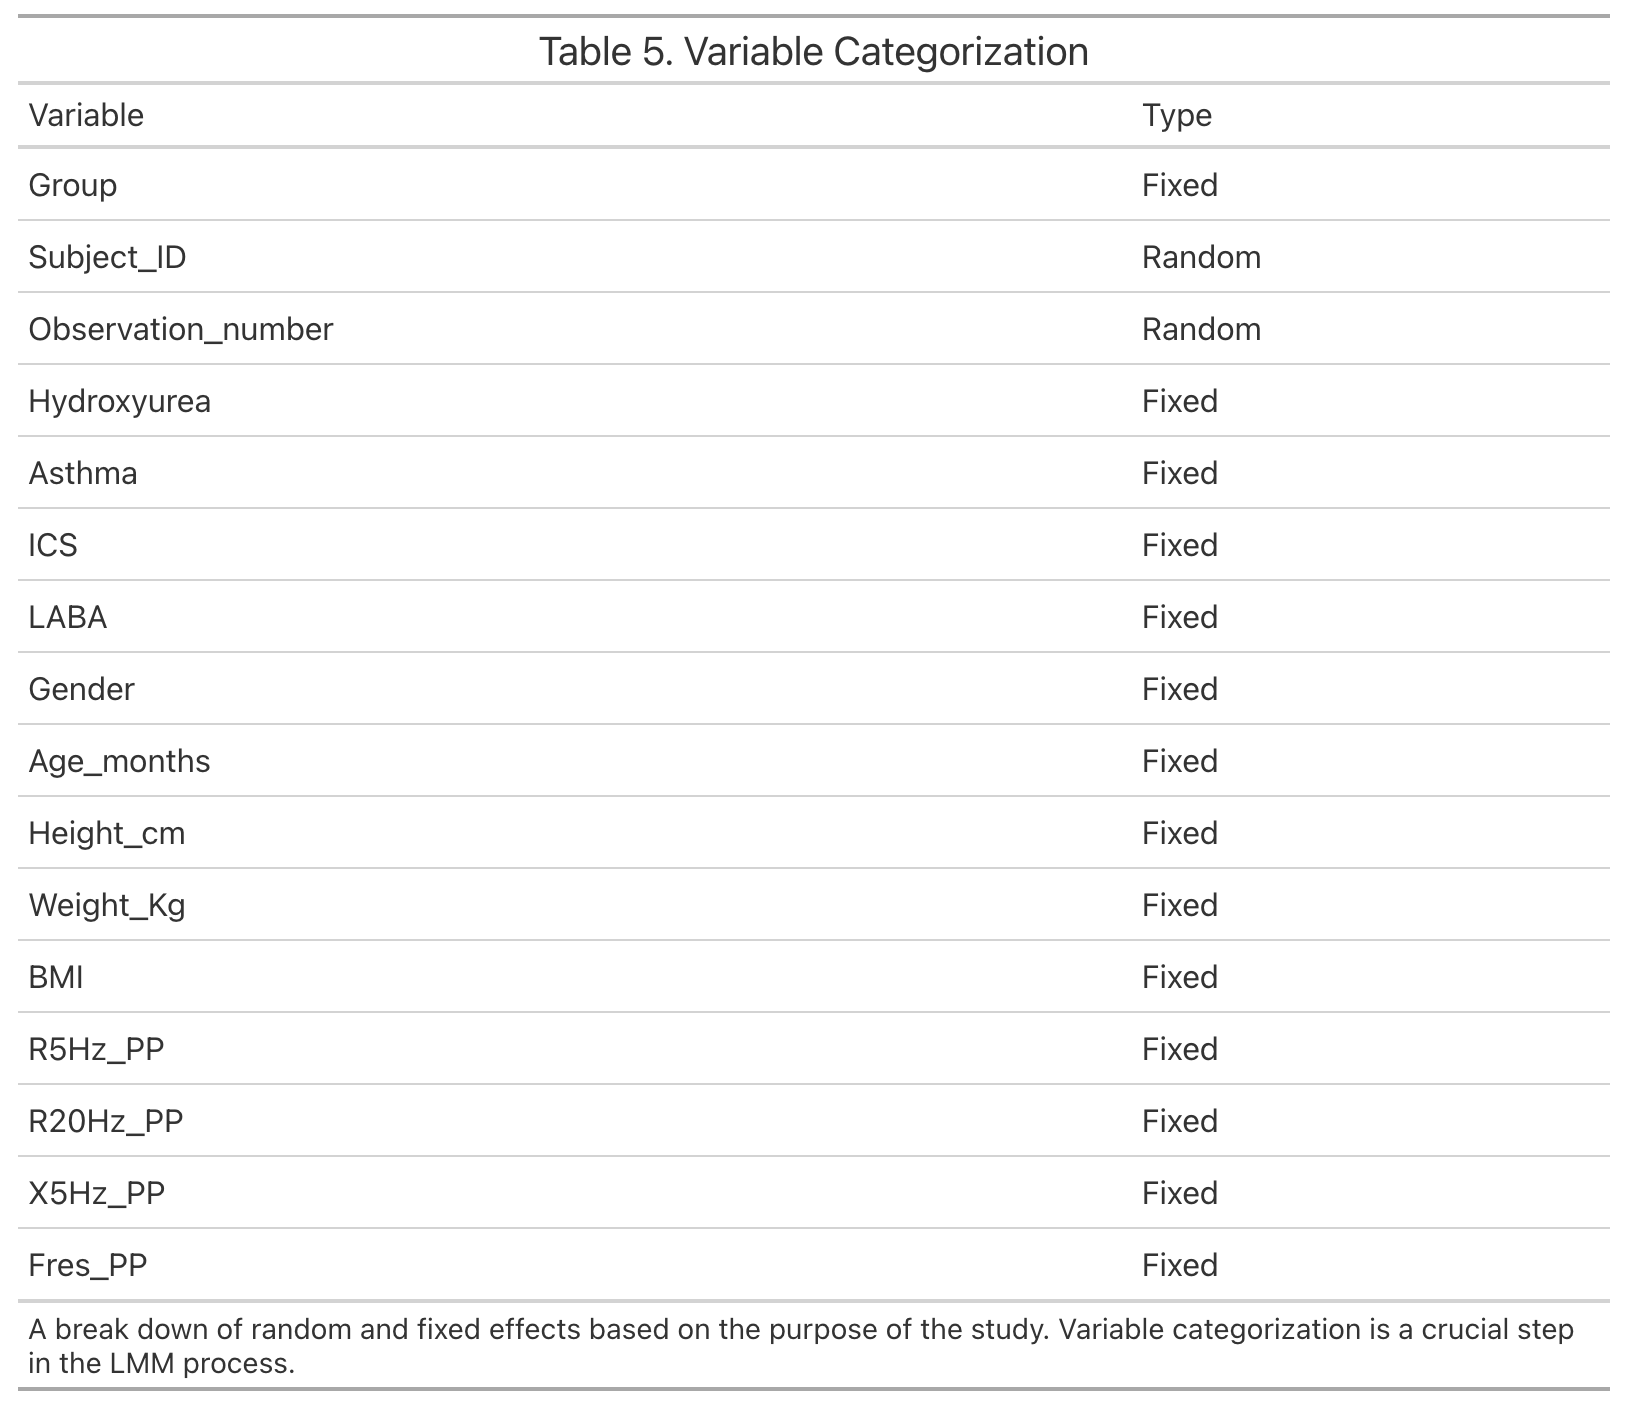 Table 5. Variable Categorization
Variable Type
Group Fixed
Subject_ID Random
Observation_number Random
Hydroxyurea Fixed
Asthma Fixed
ICS Fixed
LABA Fixed
Gender Fixed
Age_months Fixed
Height_cm Fixed
Weight_Kg Fixed
BMI Fixed
R5Hz_PP Fixed
R20Hz_PP Fixed
X5Hz_PP Fixed
Fres_PP Fixed
A break down of random and fixed effects based on the purpose of the study. Variable categorization is a crucial step
in the LMM process.